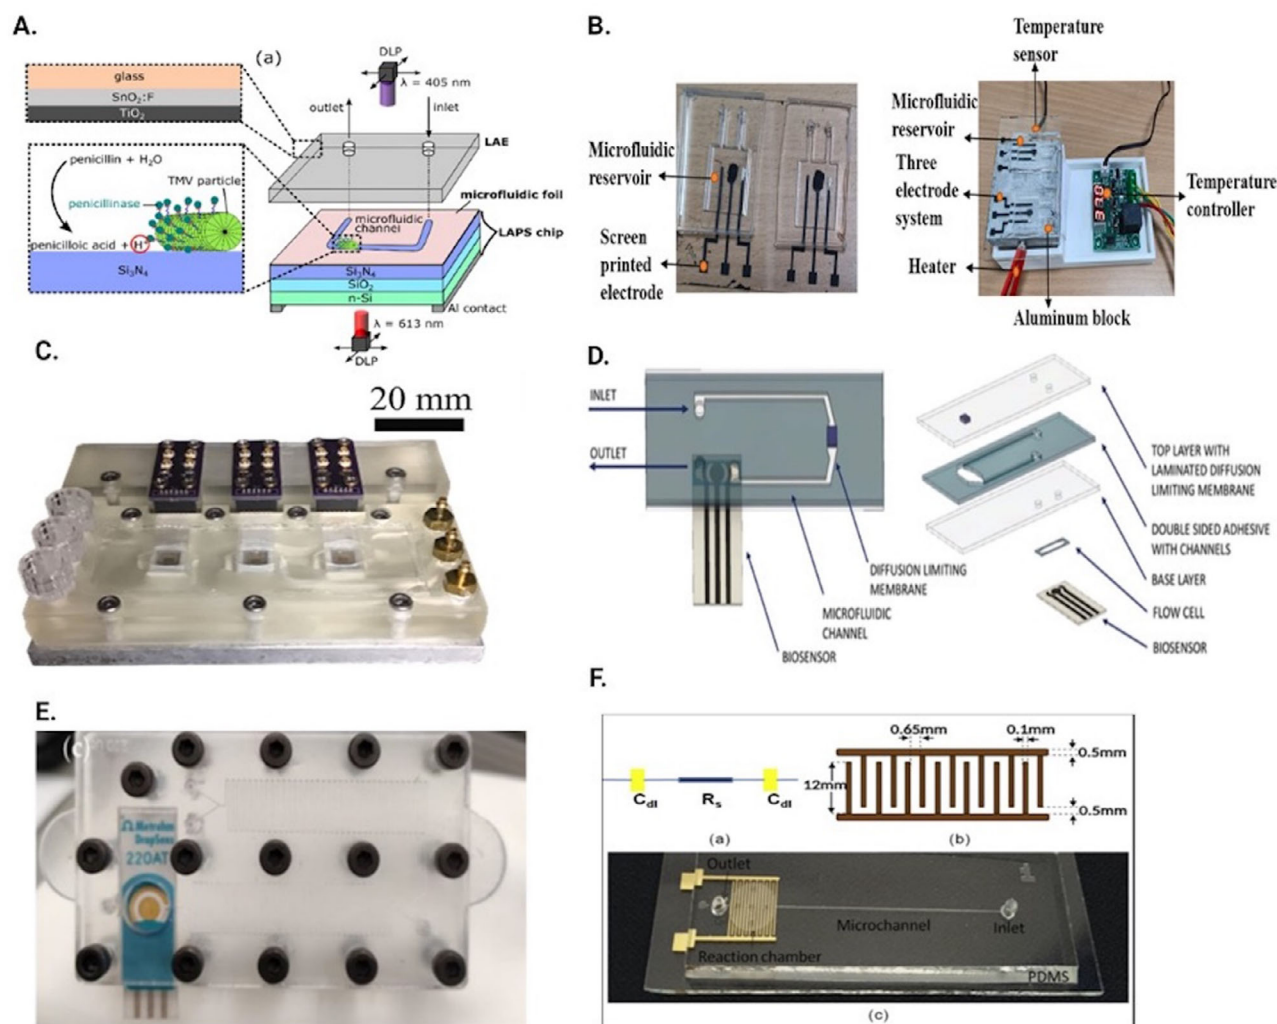 A.
(a)
glass
SnO₂:F
TiO₂
DLP
λ = 405 nm
outlet
inlet
LAE
penicillin + H₂O
TMV particle
penicillinase
penicilloic acid + H⁺
Si₃N₄
microfluidic foil
microfluidic
channel
LAPS chip
Si₃N₄
SiO₂
n-Si
Al contact
λ = 613 nm
DLP
B.
Microfluidic
reservoir
Screen
printed
electrode
Temperature
sensor
Microfluidic
reservoir
Three
electrode
system
Heater
Temperature
controller
Aluminum block
C.
20 mm
D.
INLET
OUTLET
DIFFUSION LIMITING
MEMBRANE
MICROFLUIDIC
CHANNEL
BIOSENSOR
TOP LAYER WITH
LAMINATED DIFFUSION
LIMITING MEMBRANE
DOUBLE SIDED ADHESIVE
WITH CHANNELS
BASE LAYER
FLOW CELL
BIOSENSOR
E.
(c)
Metrohm
DropSens
220AT
F.
0.65mm
0.1mm
0.5mm
12mm
0.5mm
Cdl
Rs
Cdl
(a)
(b)
Outlet
Microchannel
Inlet
Reaction chamber
PDMS
(c)